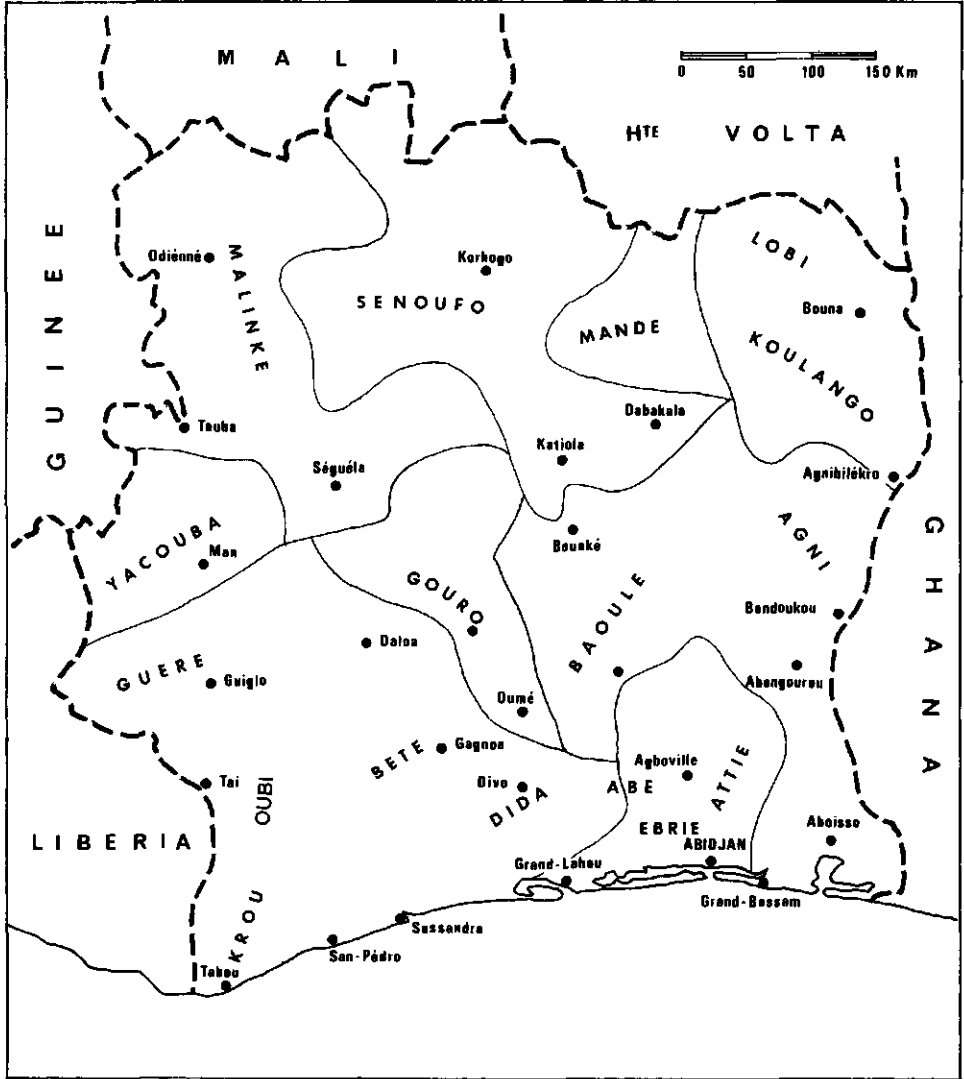 MALI
0 50 100 150 Km
HTE VOLTA
GUINEE
LOBI
Odiénné
MALINKE
Korhogo
SENOUFO
Bouna
MANDE
KOULANGO
Dabakala
Touba
Katiola
Séguéla
Agnibilékro
GHANA
YACOUBA
Man
Bouaké
AGNI
GOURO
BAOULE
Bondoukou
Daloa
GUERE
Guiglo
Abengourou
Oumé
BETE
Gagnoa
Agboville
ATTIE
Tai
OUBI
Divo
DIDA
ABE
LIBERIA
EBRIE
ABIDJAN
Aboisso
Grand-Lahou
Grand-Bassam
KROU
Sassandra
San-Pédro
Tabou